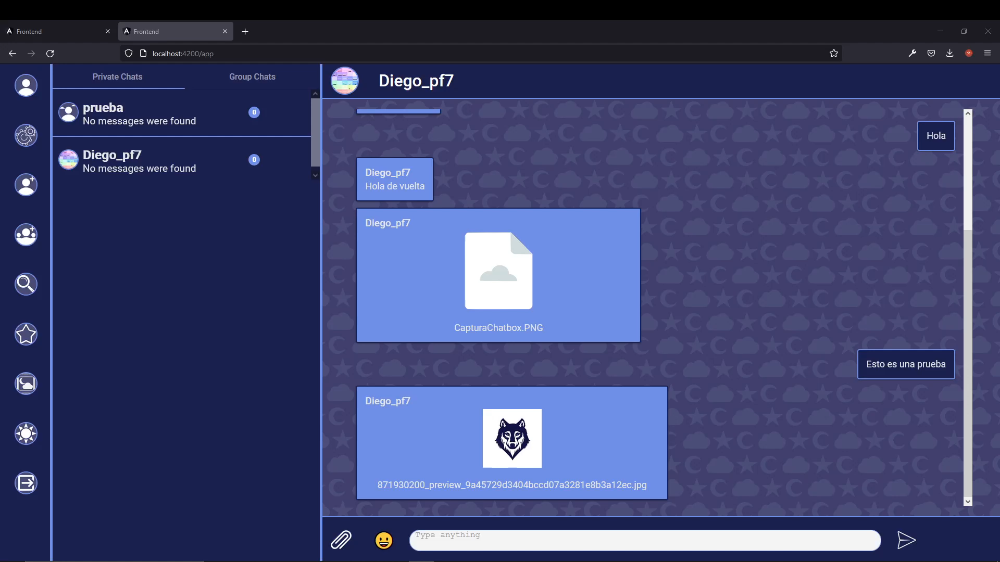 Frontend
Frontend
localhost:4200/app
Private Chats
Group Chats
prueba
No messages were found
0
Diego_pf7
No messages were found
0
Diego_pf7
Hola
Diego_pf7
Hola de vuelta
Diego_pf7
CapturaChatbox.PNG
Esto es una prueba
Diego_pf7
871930200_preview_9a45729d3404bccd07a3281e8b3a12ec.jpg
Type anything